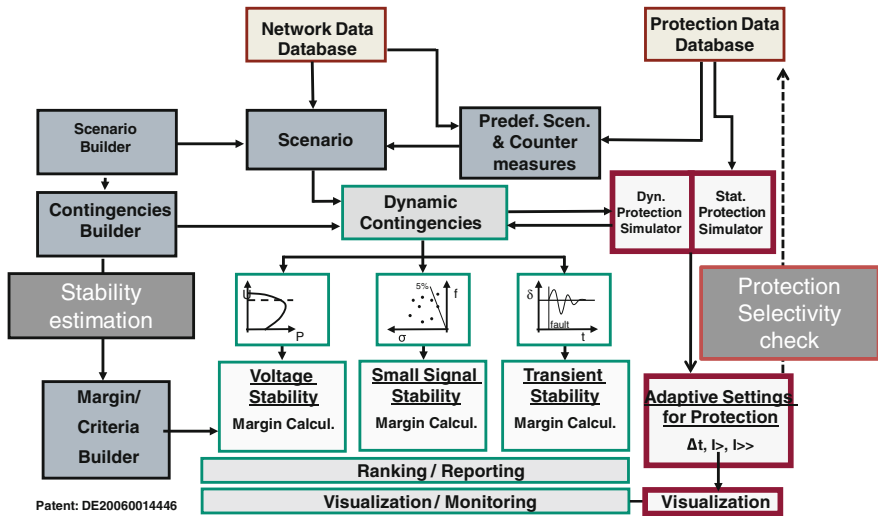 Network Data
Database
Protection Data
Database
Scenario
Builder
Scenario
Predef. Scen.
& Counter
measures
Contingencies
Builder
Dynamic
Contingencies
Dyn.
Protection
Simulator
Stat.
Protection
Simulator
Stability
estimation
U
P
5%
f
σ
δ
fault
t
Protection
Selectivity
check
Margin/
Criteria
Builder
Voltage
Stability
Margin Calcul.
Small Signal
Stability
Margin Calcul.
Transient
Stability
Margin Calcul.
Adaptive Settings
for Protection
Δt, I>, I>>
Ranking / Reporting
Visualization / Monitoring
Visualization
Patent: DE20060014446